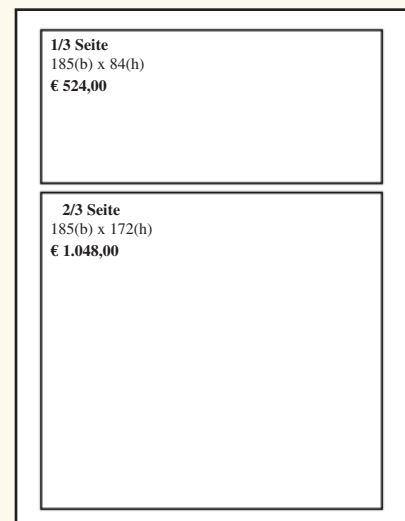 1/3 Seite
185(b) x 84(h)
€ 524,00
2/3 Seite
185(b) x 172(h)
€ 1.048,00